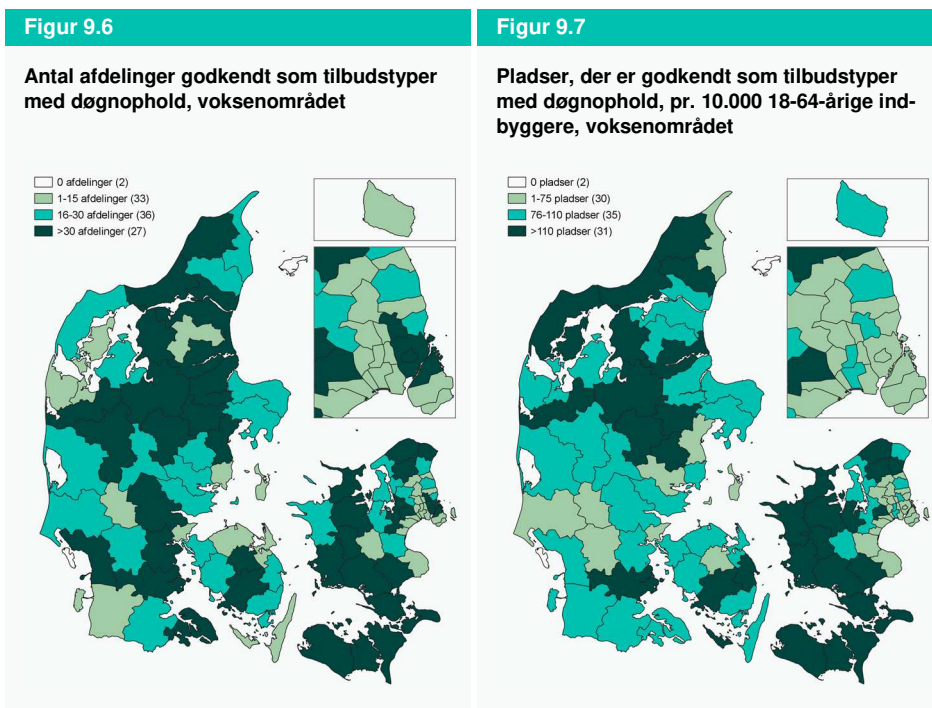 Figur 9.6
Antal afdelinger godkendt som tilbudstyper
med døgnophold, voksenområdet
0 afdelinger (2)
1-15 afdelinger (33)
16-30 afdelinger (36)
>30 afdelinger (27)
Figur 9.7
Pladser, der er godkendt som tilbudstyper
med døgnophold, pr. 10.000 18-64-årige ind-
byggere, voksenområdet
0 pladser (2)
1-75 pladser (30)
76-110 pladser (35)
>110 pladser (31)